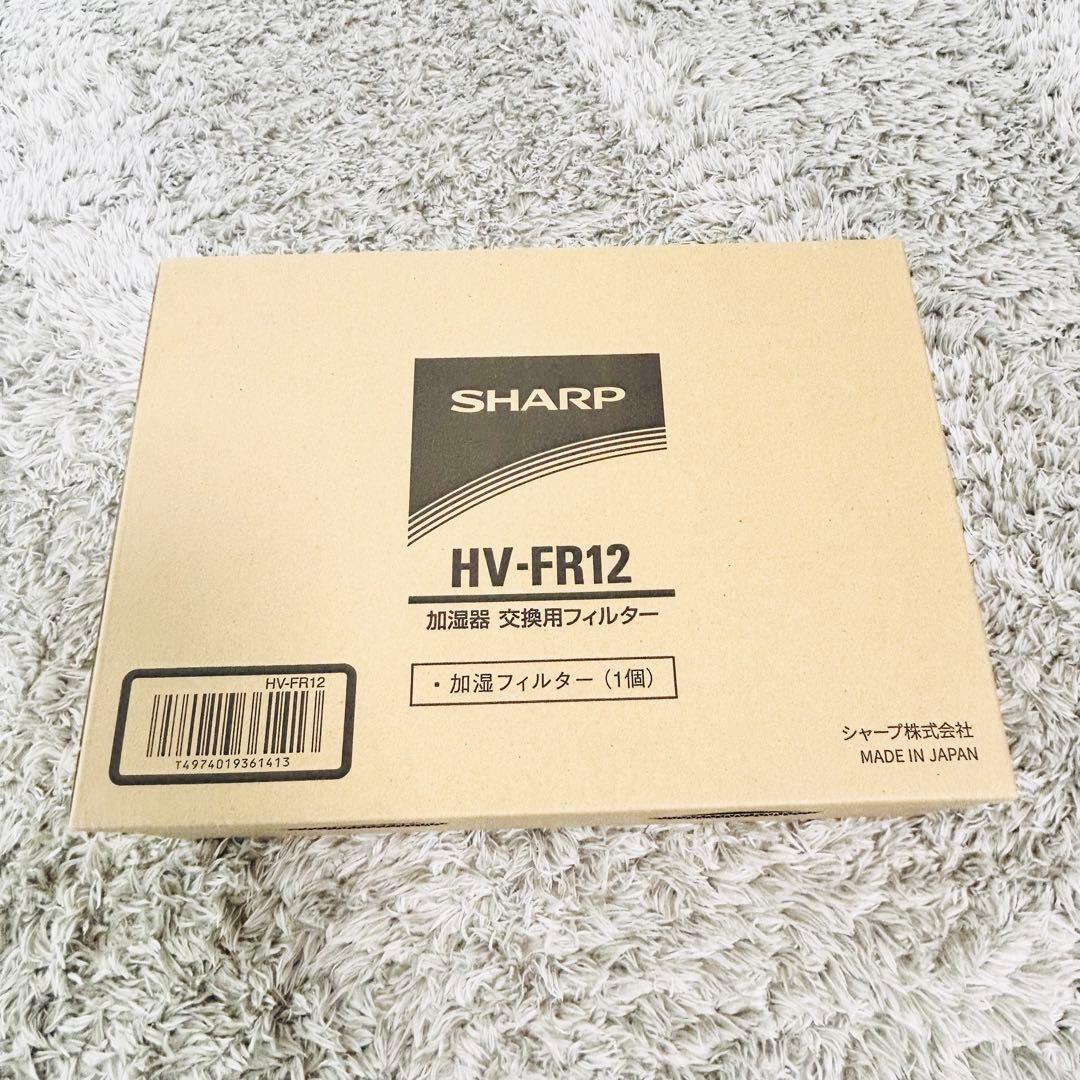 SHARP
HV-FR12
加湿器 交換用フィルター
・加湿フィルター(1個)
HV-FR12
T4974019361413
シャープ株式会社
MADE IN JAPAN